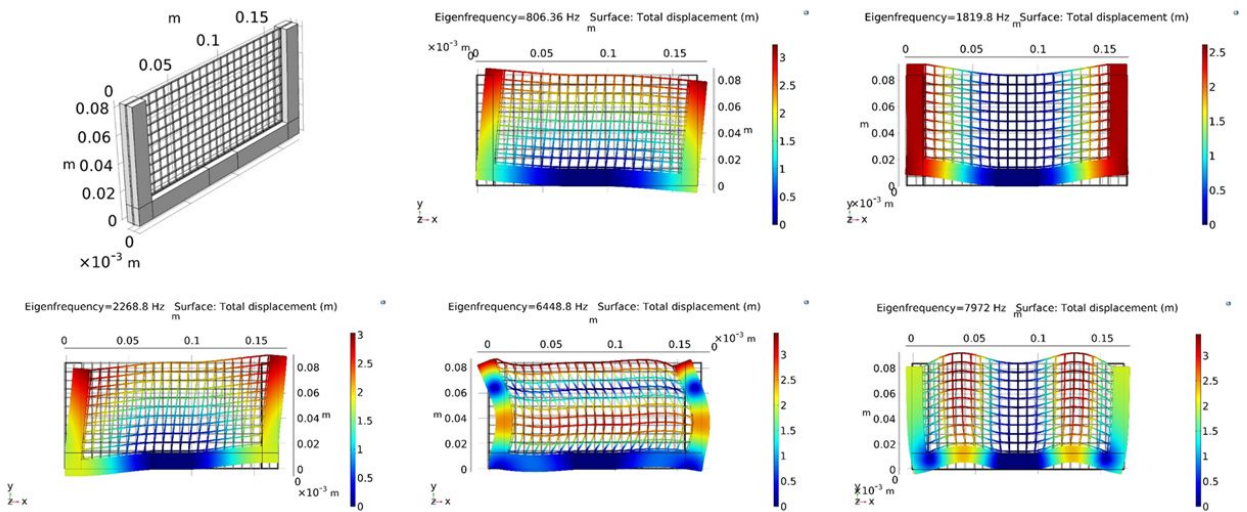 m
0.15
0.1
0.05
0
0.08
0.06
m 0.04
0.02
0
0
×10⁻³ m
Eigenfrequency=806.36 Hz Surface: Total displacement (m)
m
×10⁻³ m
0 0.05 0.1 0.15
3
2.5
2
1.5
1
0.5
0
0.08
0.06
0.04 m
0.02
0
y
z x
Eigenfrequency=1819.8 Hz Surface: Total displacement (m)
m
0 0.05 0.1 0.15
2.5
2
1.5
1
0.5
0
0.08
0.06
m
0.04
0.02
0
y ×10⁻³ m
z x
Eigenfrequency=2268.8 Hz Surface: Total displacement (m)
m
0 0.05 0.1 0.15
3
2.5
2
1.5
1
0.5
0
0.08
0.06
m
0.04
0.02
0
×10⁻³ m
y
z x
Eigenfrequency=6448.8 Hz Surface: Total displacement (m)
m
×10⁻³ m
0 0.05 0.1 0.15 0
3
2.5
2
1.5
1
0.5
0
0.08
0.06
m 0.04
0.02
0
y
z x
Eigenfrequency=7972 Hz Surface: Total displacement (m)
m
0 0.05 0.1 0.15
3
2.5
2
1.5
1
0.5
0
0.08
0.06
m
0.04
0.02
0
×10⁻³ m
z x